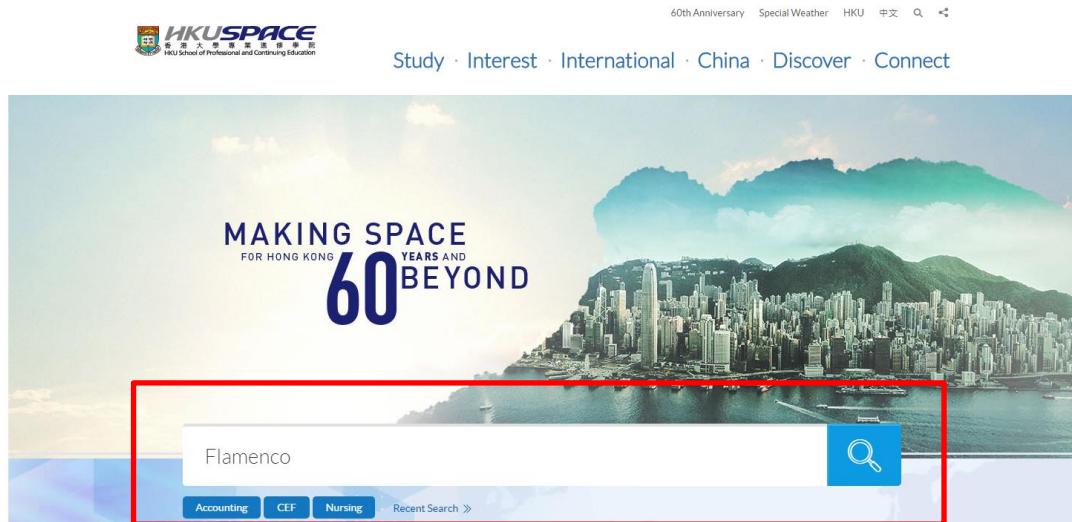 60th Anniversary Special Weather HKU 中文
HKUSPACE
香港大學專業進修學院
HKU School of Professional and Continuing Education
Study · Interest · International · China · Discover · Connect
MAKING SPACE
FOR HONG KONG 60 YEARS AND
BEYOND
Flamenco
Accounting CEF Nursing Recent Search »